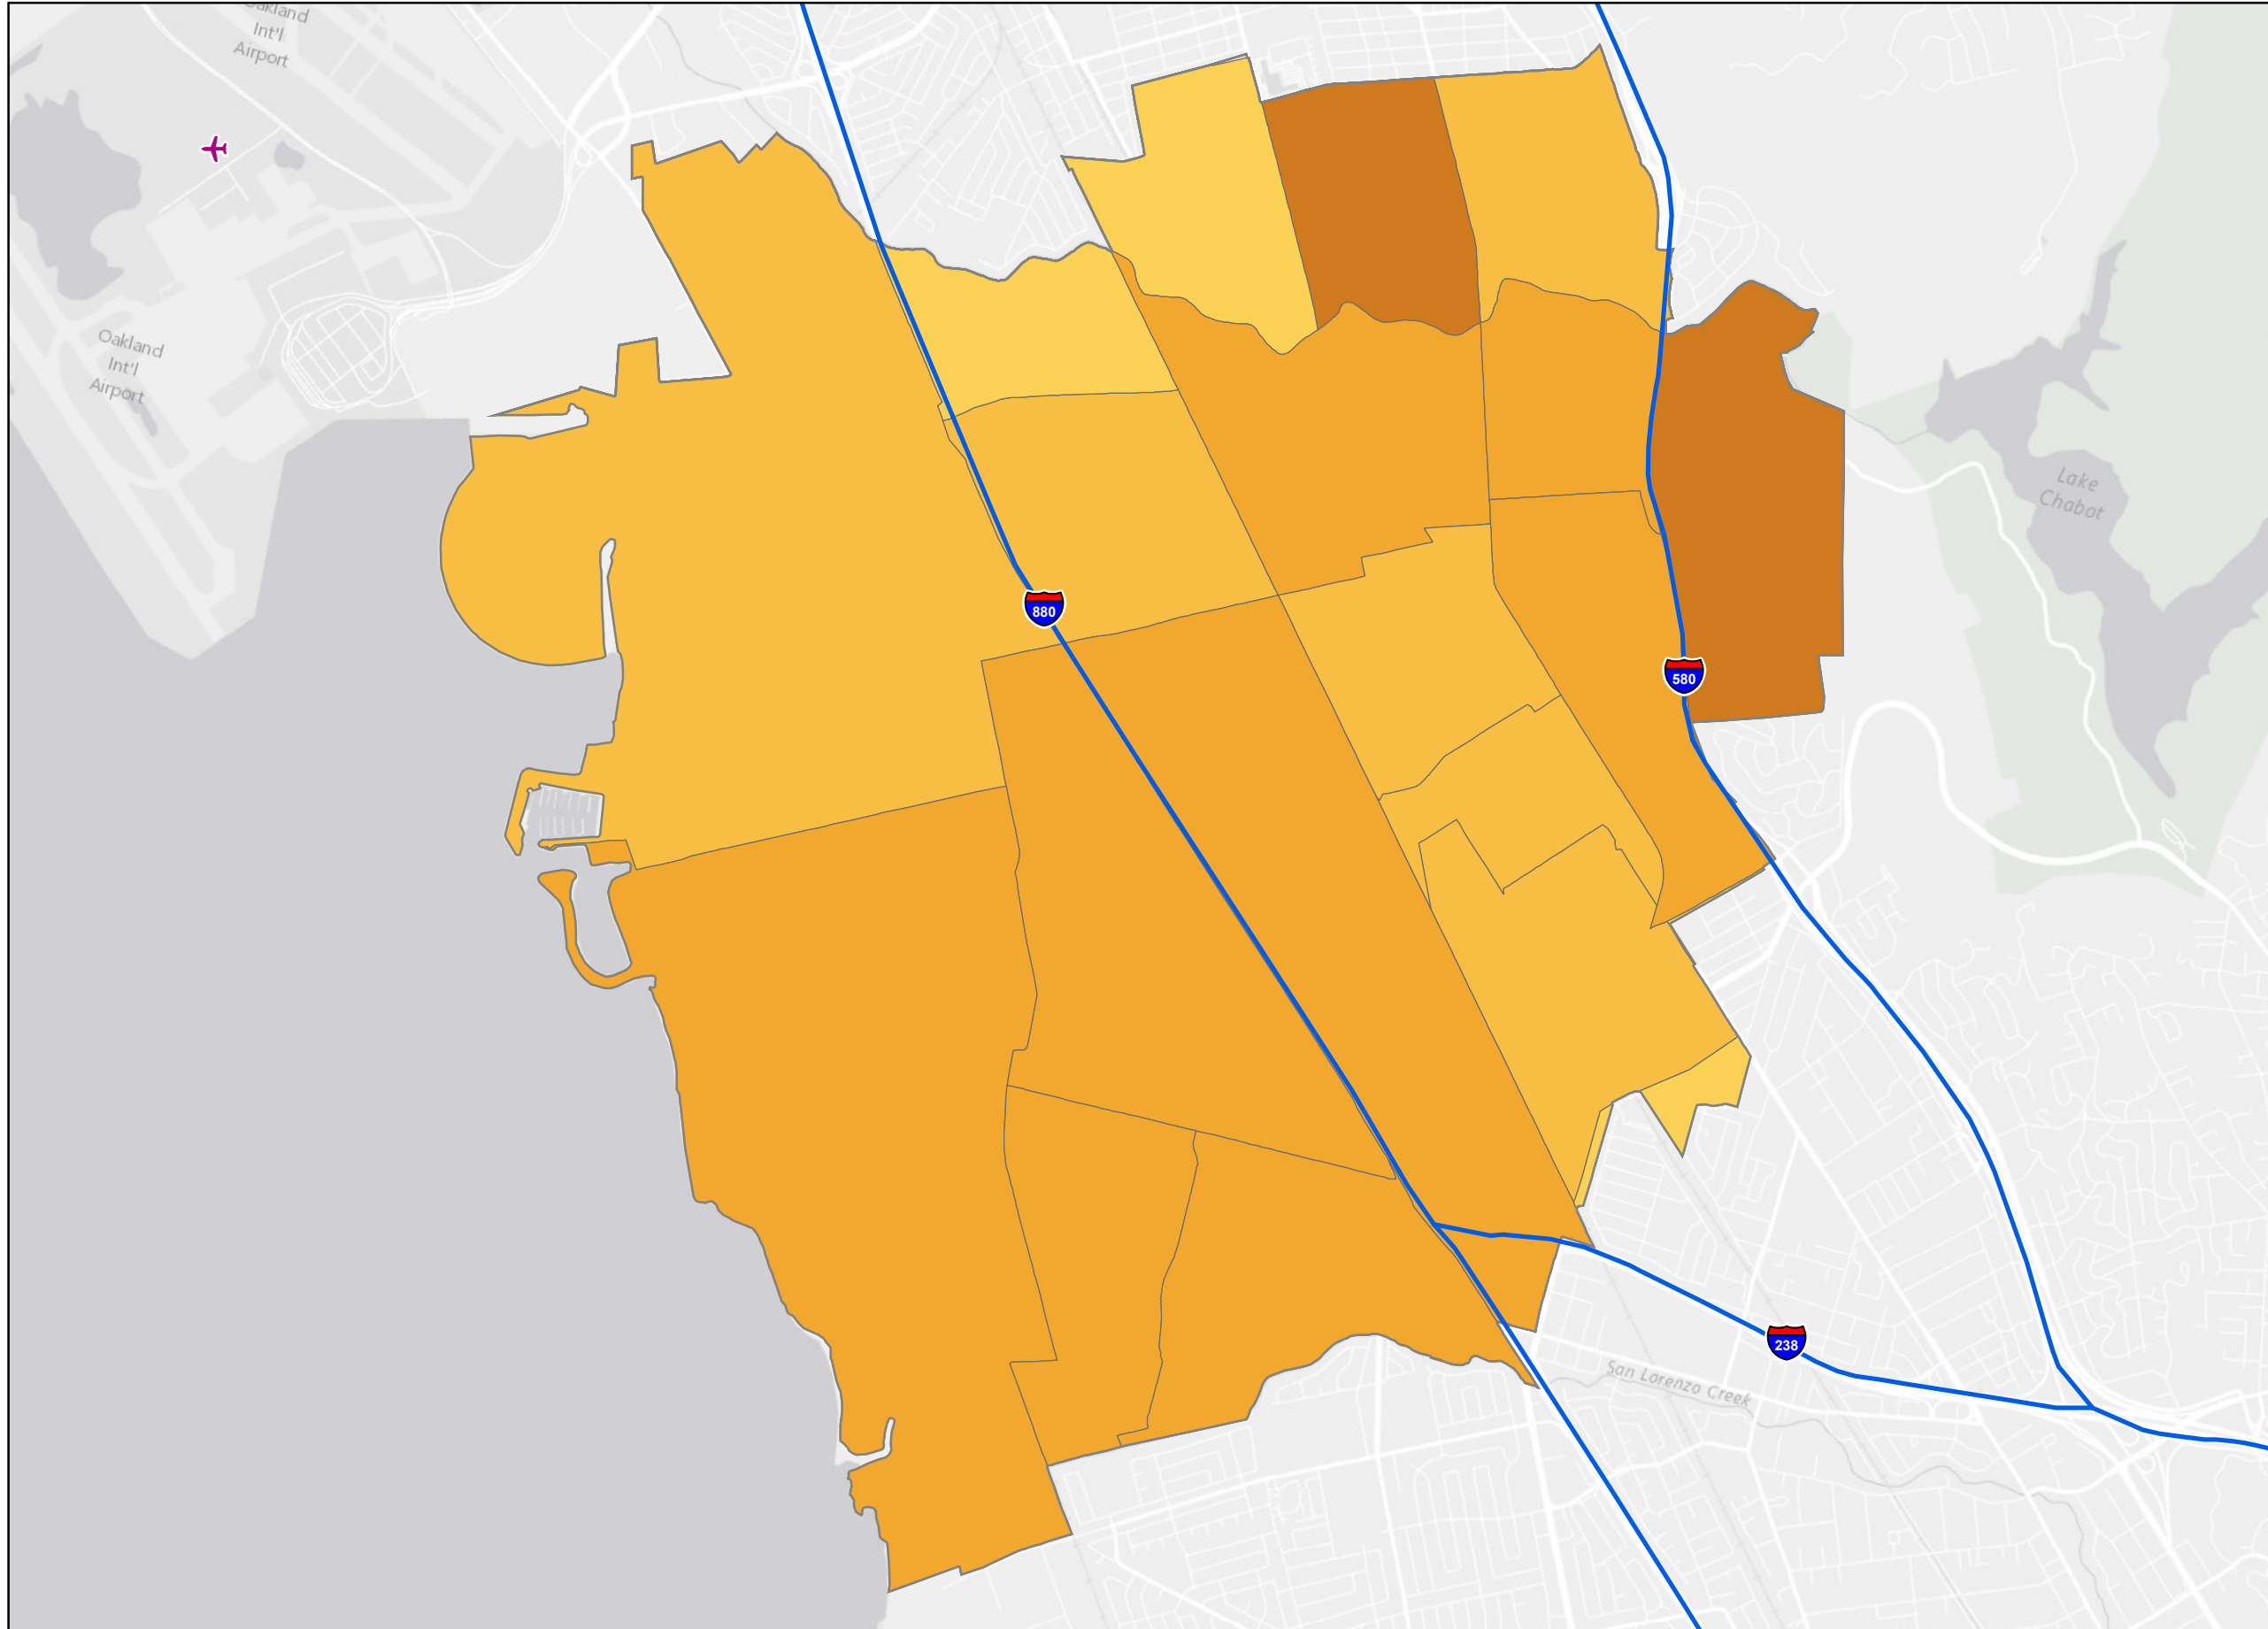 Oakland
Int'l
Airport
Oakland
Int'l
Airport
Lake
Chabot
880
580
238
San Lorenzo Creek